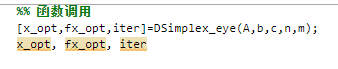 %% 函数调用
[x_opt,fx_opt,iter]=DSimplex_eye(A,b,c,n,m);
x_opt, fx_opt, iter